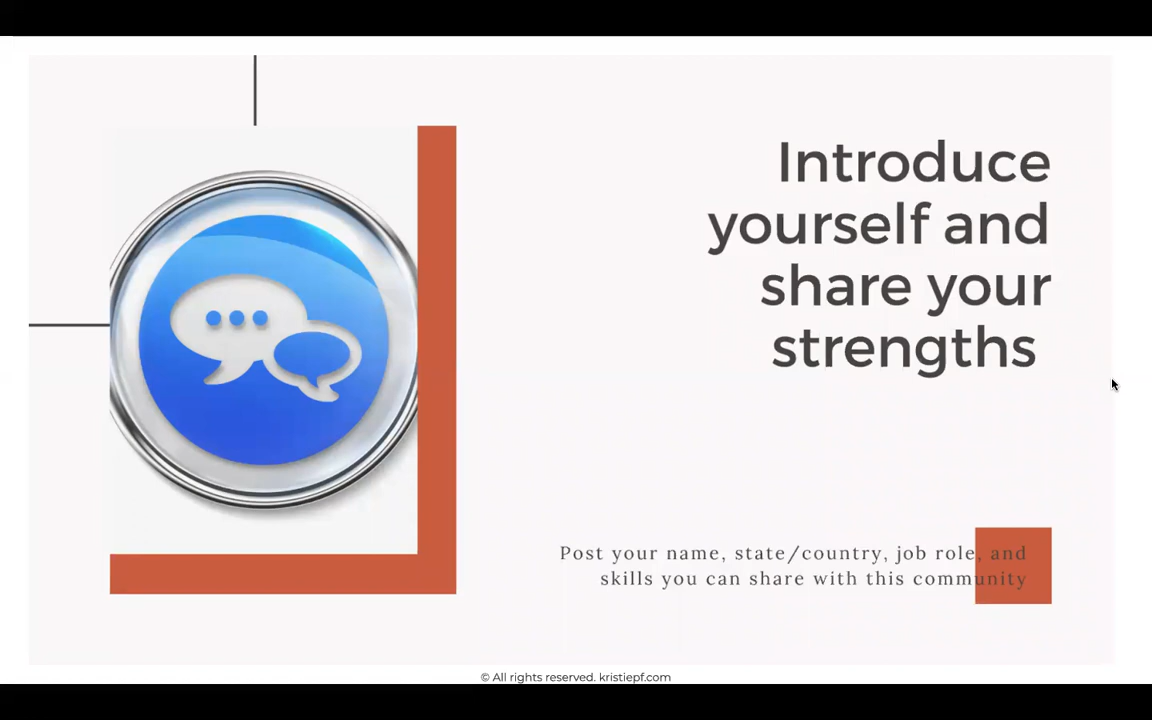 Introduce
yourself and
share your
strengths
Post your name, state/country, job role, and
skills you can share with this community
© All rights reserved. kristiepf.com